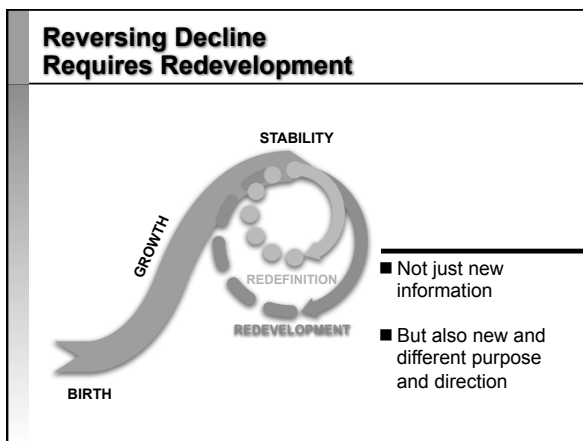 Reversing Decline
Requires Redevelopment
STABILITY
GROWTH
REDEFINITION
REDEVELOPMENT
BIRTH
■ Not just new
information
■ But also new and
different purpose
and direction